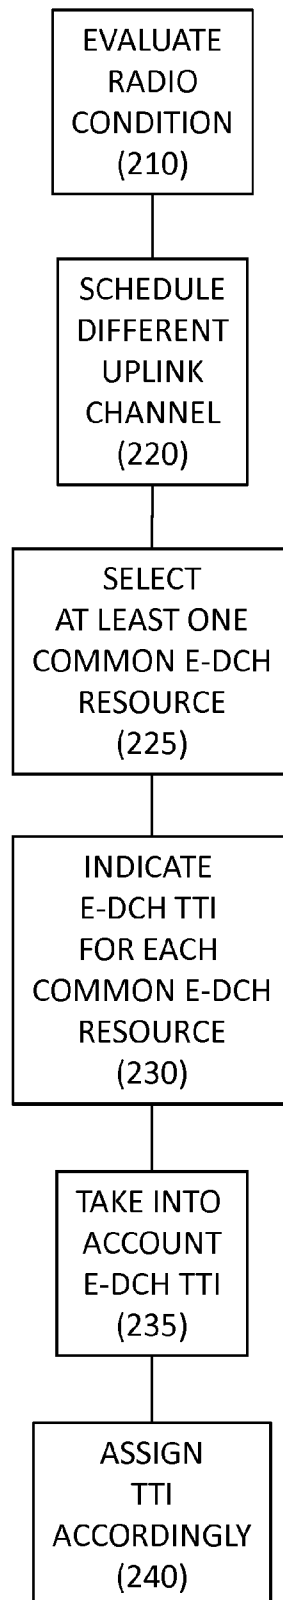 EVALUATE
RADIO
CONDITION
(210)
SCHEDULE
DIFFERENT
UPLINK
CHANNEL
(220)
SELECT
AT LEAST ONE
COMMON E-DCH
RESOURCE
(225)
INDICATE
E-DCH TTI
FOR EACH
COMMON E-DCH
RESOURCE
(230)
TAKE INTO
ACCOUNT
E-DCH TTI
(235)
ASSIGN
TTI
ACCORDINGLY
(240)